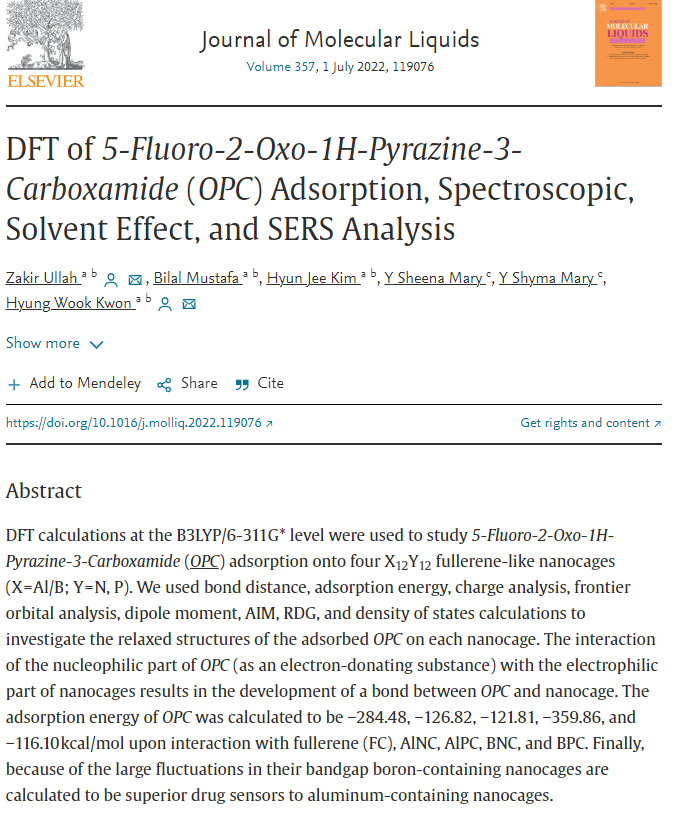 ELSEVIER
Journal of Molecular Liquids
Volume 357, 1 July 2022, 119076
MOLECULAR
LIQUIDS
DFT of 5-Fluoro-2-Oxo-1H-Pyrazine-3-
Carboxamide (OPC) Adsorption, Spectroscopic,
Solvent Effect, and SERS Analysis
Zakir Ullah a b, Bilal Mustafa a b, Hyun Jee Kim a b, Y Sheena Mary c, Y Shyma Mary c,
Hyung Wook Kwon a b
Show more
Add to Mendeley Share Cite
https://doi.org/10.1016/j.molliq.2022.119076 ↗ Get rights and content ↗
Abstract
DFT calculations at the B3LYP/6-311G* level were used to study 5-Fluoro-2-Oxo-1H-
Pyrazine-3-Carboxamide (OPC) adsorption onto four X₁₂Y₁₂ fullerene-like nanocages
(X=Al/B; Y=N, P). We used bond distance, adsorption energy, charge analysis, frontier
orbital analysis, dipole moment, AIM, RDG, and density of states calculations to
investigate the relaxed structures of the adsorbed OPC on each nanocage. The interaction
of the nucleophilic part of OPC (as an electron-donating substance) with the electrophilic
part of nanocages results in the development of a bond between OPC and nanocage. The
adsorption energy of OPC was calculated to be −284.48, −126.82, −121.81, −359.86, and
−116.10kcal/mol upon interaction with fullerene (FC), AlNC, AlPC, BNC, and BPC. Finally,
because of the large fluctuations in their bandgap boron-containing nanocages are
calculated to be superior drug sensors to aluminum-containing nanocages.